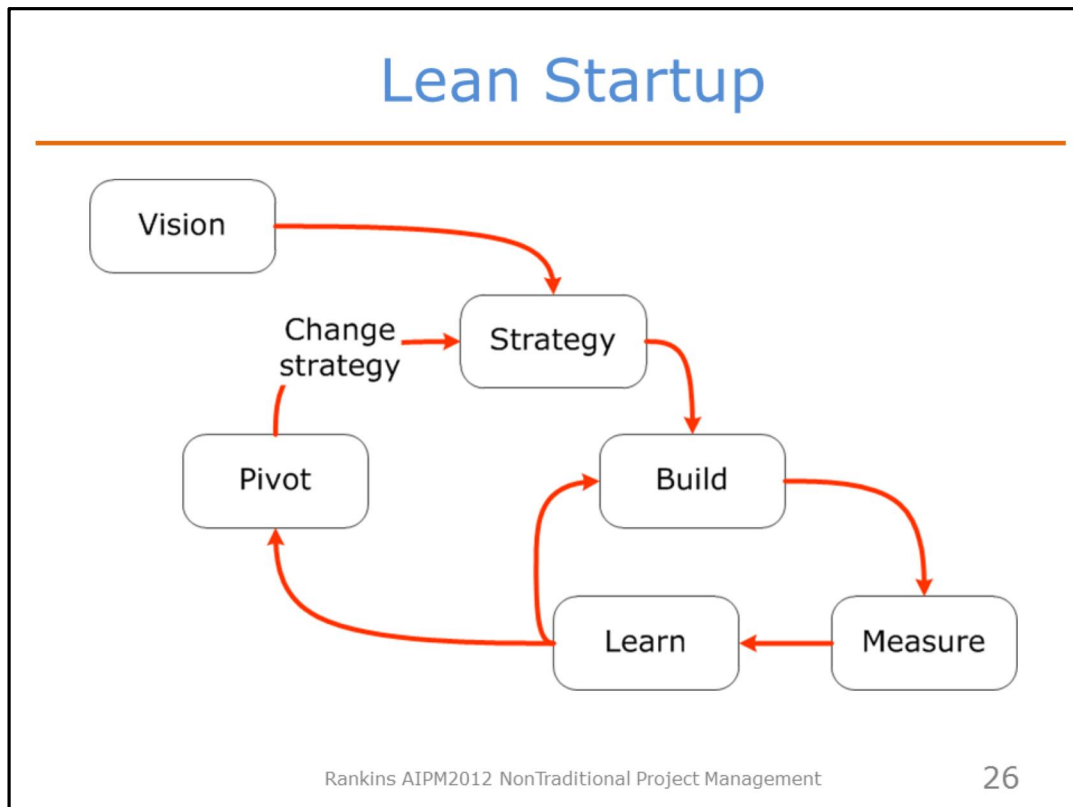 Lean Startup
Vision
Change
strategy
Strategy
Pivot
Build
Learn
Measure
Rankins AIPM2012 NonTraditional Project Management
26